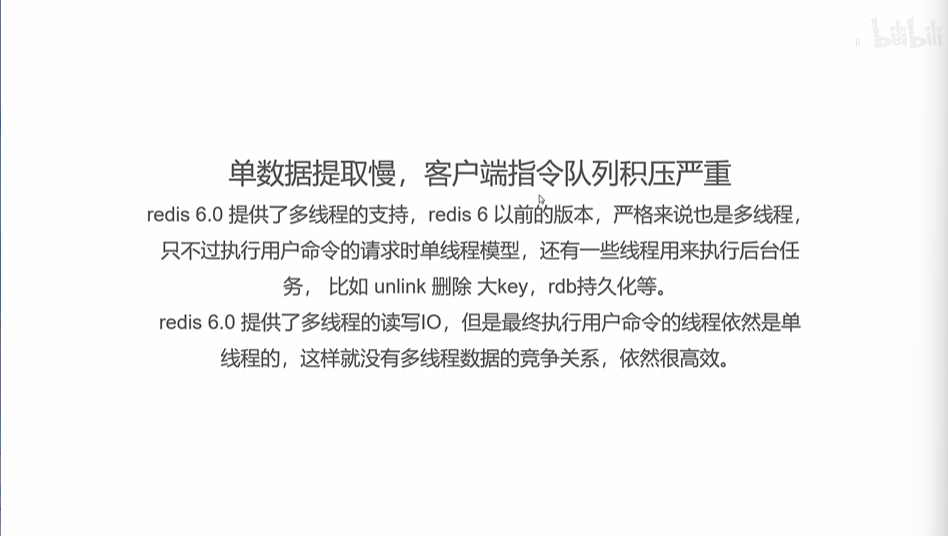 bilibili
单数据提取慢，客户端指令队列积压严重
redis 6.0 提供了多线程的支持，redis 6 以前的版本，严格来说也是多线程，
只不过执行用户命令的请求时单线程模型，还有一些线程用来执行后台任
务， 比如 unlink 删除 大key，rdb持久化等。
redis 6.0 提供了多线程的读写IO，但是最终执行用户命令的线程依然是单
线程的，这样就没有多线程数据的竞争关系，依然很高效。